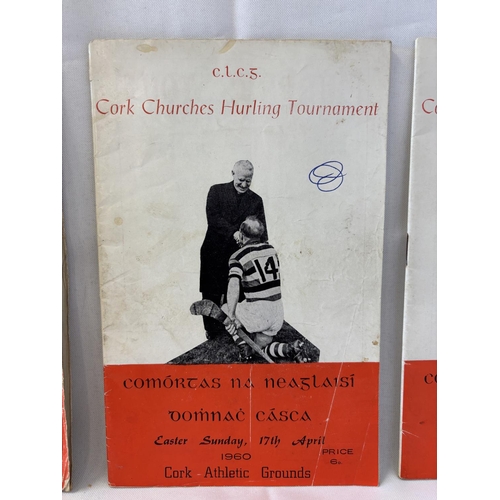 c.l.c.g.
Cork Churches Hurling Tournament
14
Comórtas na nEaglaisí
Doṁnaċ Cásca
Easter Sunday, 17th April
1960
PRICE
6D
Cork Athletic Grounds